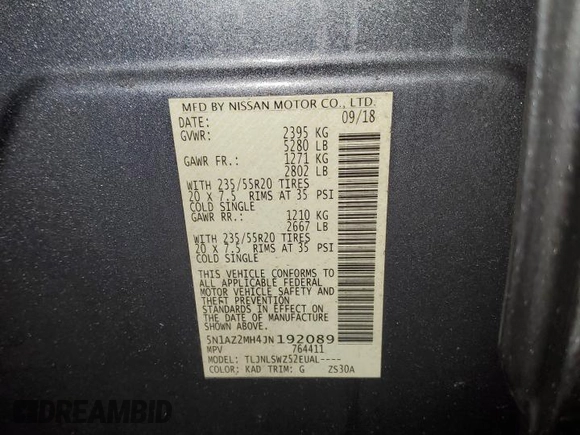 MFD BY NISSAN MOTOR CO., LTD.
DATE: 09/18
GVWR: 2395 KG
5280 LB
GAWR FR.: 1271 KG
2802 LB
WITH 235/55R20 TIRES
20 X 7.5 RIMS AT 35 PSI
COLD SINGLE
GAWR RR.: 1210 KG
2667 LB
WITH 235/55R20 TIRES
20 X 7.5 RIMS AT 35 PSI
COLD SINGLE
THIS VEHICLE CONFORMS TO
ALL APPLICABLE FEDERAL
MOTOR VEHICLE SAFETY AND
THEFT PREVENTION
STANDARDS IN EFFECT ON
THE DATE OF MANUFACTURE
SHOWN ABOVE.
5N1AZ2MH4JN192089
MPV 764411
MODEL: TLJNLSWZ52EUAL----
COLOR; KAD TRIM: G ZS30A
DREAMBID